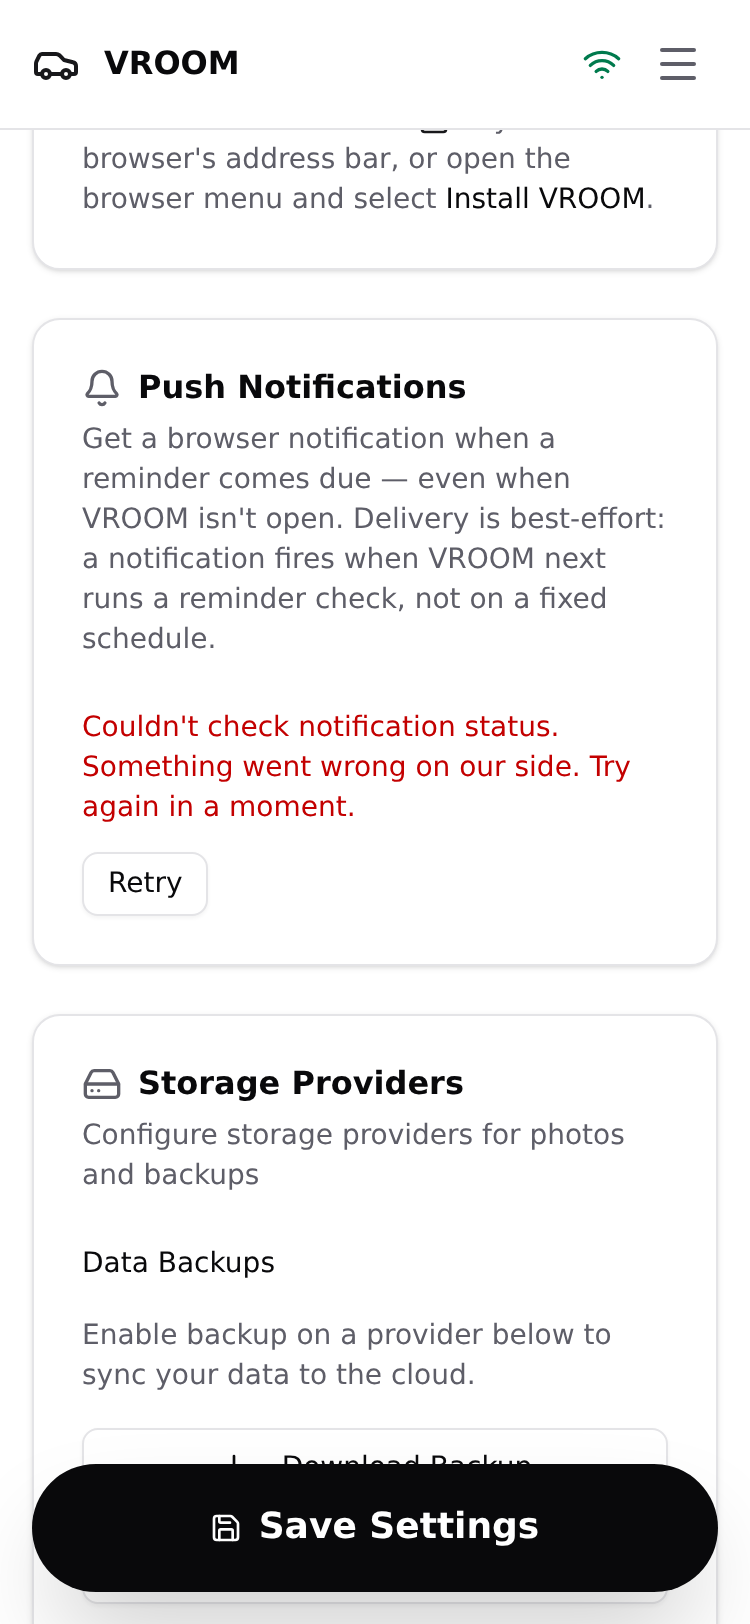 VROOM
browser's address bar, or open the
browser menu and select Install VROOM.
Push Notifications
Get a browser notification when a
reminder comes due — even when
VROOM isn't open. Delivery is best-effort:
a notification fires when VROOM next
runs a reminder check, not on a fixed
schedule.
Couldn't check notification status.
Something went wrong on our side. Try
again in a moment.
Retry
Storage Providers
Configure storage providers for photos
and backups
Data Backups
Enable backup on a provider below to
sync your data to the cloud.
Download Backup
Save Settings